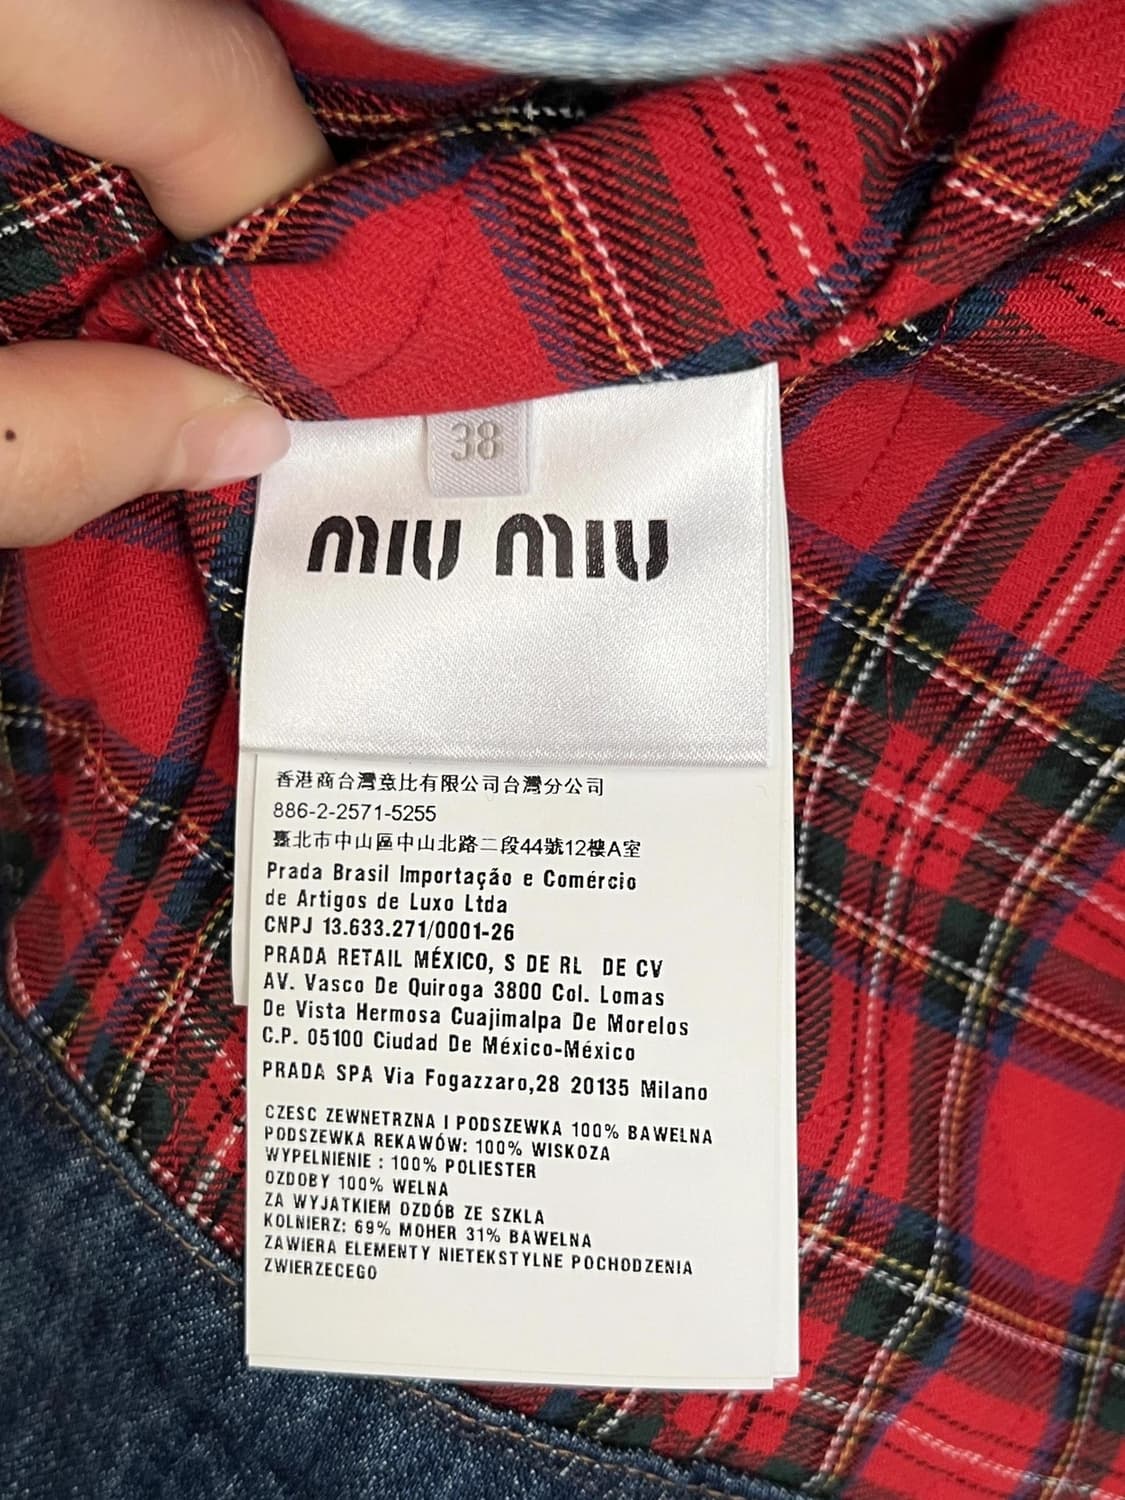 38
miu miu
香港商台灣意比有限公司台灣分公司
886-2-2571-5255
臺北市中山區中山北路二段44號12樓A室
Prada Brasil Importação e Comércio
de Artigos de Luxo Ltda
CNPJ 13.633.271/0001-26
PRADA RETAIL MÉXICO, S DE RL DE CV
AV. Vasco De Quiroga 3800 Col. Lomas
De Vista Hermosa Cuajimalpa De Morelos
C.P. 05100 Ciudad De México-México
PRADA SPA Via Fogazzaro,28 20135 Milano
CZESC ZEWNETRZNA I PODSZEWKA 100% BAWELNA
PODSZEWKA REKAWÓW: 100% WISKOZA
WYPELNIENIE : 100% POLIESTER
OZDOBY 100% WELNA
ZA WYJATKIEM OZDÓB ZE SZKLA
KOLNIERZ: 69% MOHER 31% BAWELNA
ZAWIERA ELEMENTY NIETEKSTYLNE POCHODZENIA
ZWIERZECEGO